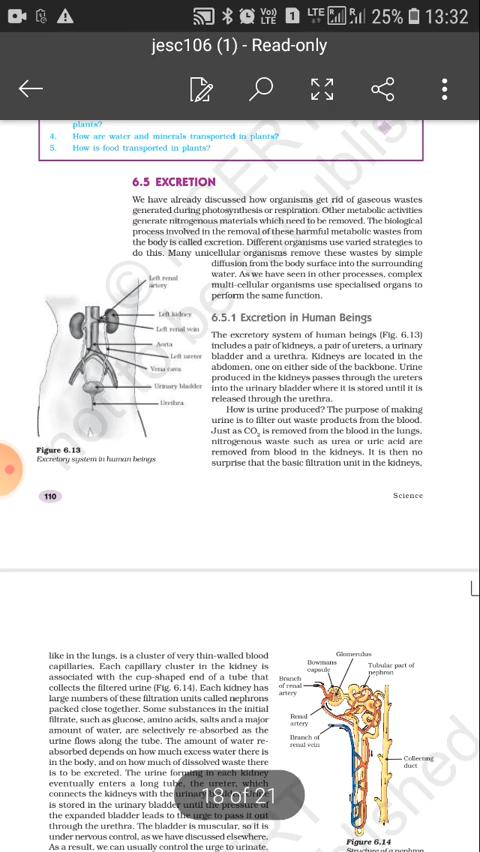 Vo)) LTE 1 LTE R R 25% 13:32
jesc106 (1) - Read-only
plants?
4. How are water and minerals transported in plants?
5. How is food transported in plants?
6.5 EXCRETION
We have already discussed how organisms get rid of gaseous wastes
generated during photosynthesis or respiration. Other metabolic activities
generate nitrogenous materials which need to be removed. The biological
process involved in the removal of these harmful metabolic wastes from
the body is called excretion. Different organisms use varied strategies to
do this. Many unicellular organisms remove these wastes by simple
diffusion from the body surface into the surrounding
water. As we have seen in other processes, complex
multi-cellular organisms use specialised organs to
perform the same function.
Left renal
artery
Left kidney
Left renal vein
Aorta
Left ureter
Vena cava
Urinary bladder
Urethra
Figure 6.13
Excretory system in human beings
6.5.1 Excretion in Human Beings
The excretory system of human beings (Fig. 6.13)
includes a pair of kidneys, a pair of ureters, a urinary
bladder and a urethra. Kidneys are located in the
abdomen, one on either side of the backbone. Urine
produced in the kidneys passes through the ureters
into the urinary bladder where it is stored until it is
released through the urethra.
How is urine produced? The purpose of making
urine is to filter out waste products from the blood.
Just as CO₂ is removed from the blood in the lungs,
nitrogenous waste such as urea or uric acid are
removed from blood in the kidneys. It is then no
surprise that the basic filtration unit in the kidneys,
110
Science
like in the lungs, is a cluster of very thin-walled blood
capillaries. Each capillary cluster in the kidney is
associated with the cup-shaped end of a tube that
collects the filtered urine (Fig. 6.14). Each kidney has
large numbers of these filtration units called nephrons
packed close together. Some substances in the initial
filtrate, such as glucose, amino acids, salts and a major
amount of water, are selectively re-absorbed as the
urine flows along the tube. The amount of water re-
absorbed depends on how much excess water there is
in the body, and on how much of dissolved waste there
is to be excreted. The urine forming in each kidney
eventually enters a long tube, the ureter, which
connects the kidneys with the urinary
is stored in the urinary bladder until the pressure of
the expanded bladder leads to the urge to pass it out
through the urethra. The bladder is muscular, so it is
under nervous control, as we have discussed elsewhere.
As a result, we can usually control the urge to urinate.
18 of 21
Glomerulus
Bowmans
capsule
Tubular part of
nephron
Branch
of renal
artery
Renal
artery
Branch of
renal vein
Collecting
duct
Figure 6.14
Structure of a nephron